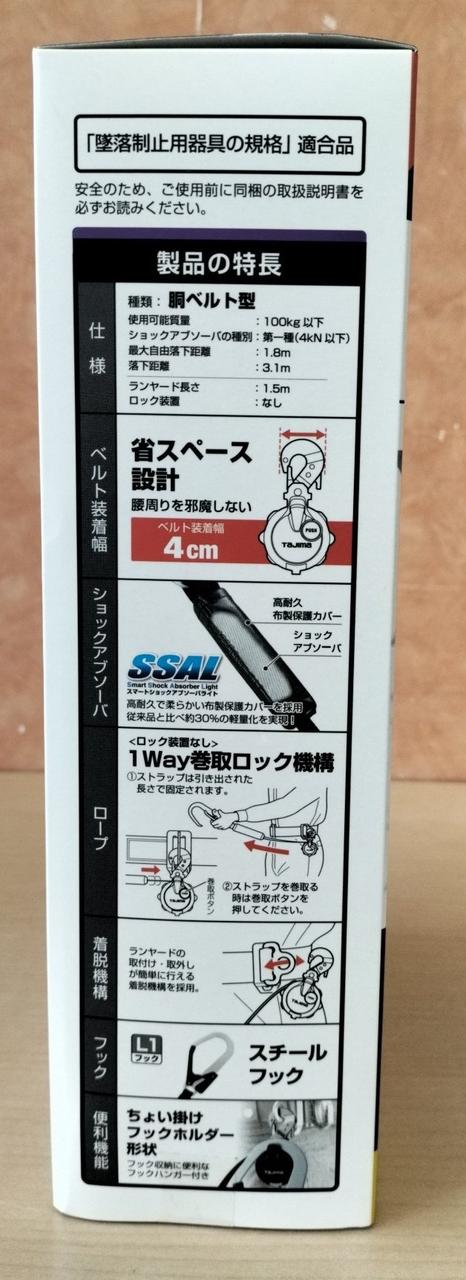 「墜落制止用器具の規格」適合品
安全のため、ご使用前に同梱の取扱説明書を
必ずお読みください。
製品の特長
仕様
種類：胴ベルト型
使用可能質量：100kg 以下
ショックアブソーバの種別：第一種(4kN 以下)
最大自由落下距離：1.8m
落下距離：3.1m
ランヤード長さ：1.5m
ロック装置：なし
ベルト装着幅
省スペース
設計
腰周りを邪魔しない
ベルト装着幅
4cm
PUSH
TAJIMA
ショックアブソーバ
高耐久
布製保護カバー
ショック
アブソーバ
SSAL
Smart Shock Absorber Light
スマートショックアブソーバライト
高耐久で柔らかい布製保護カバーを採用
従来品と比べ約30%の軽量化を実現！
ロープ
<ロック装置なし>
1Way巻取ロック機構
①ストラップは引き出された
長さで固定されます。
巻取ボタン
TAJIMA
②ストラップを巻取る
時は巻取ボタンを
押してください。
着脱機構
ランヤードの
取付け・取外し
が簡単に行える
着脱機構を採用。
TAJIMA
フック
L1
フック
スチール
フック
便利機能
ちょい掛け
フックホルダー
形状
フック収納に便利な
フックハンガー付き
TAJIMA